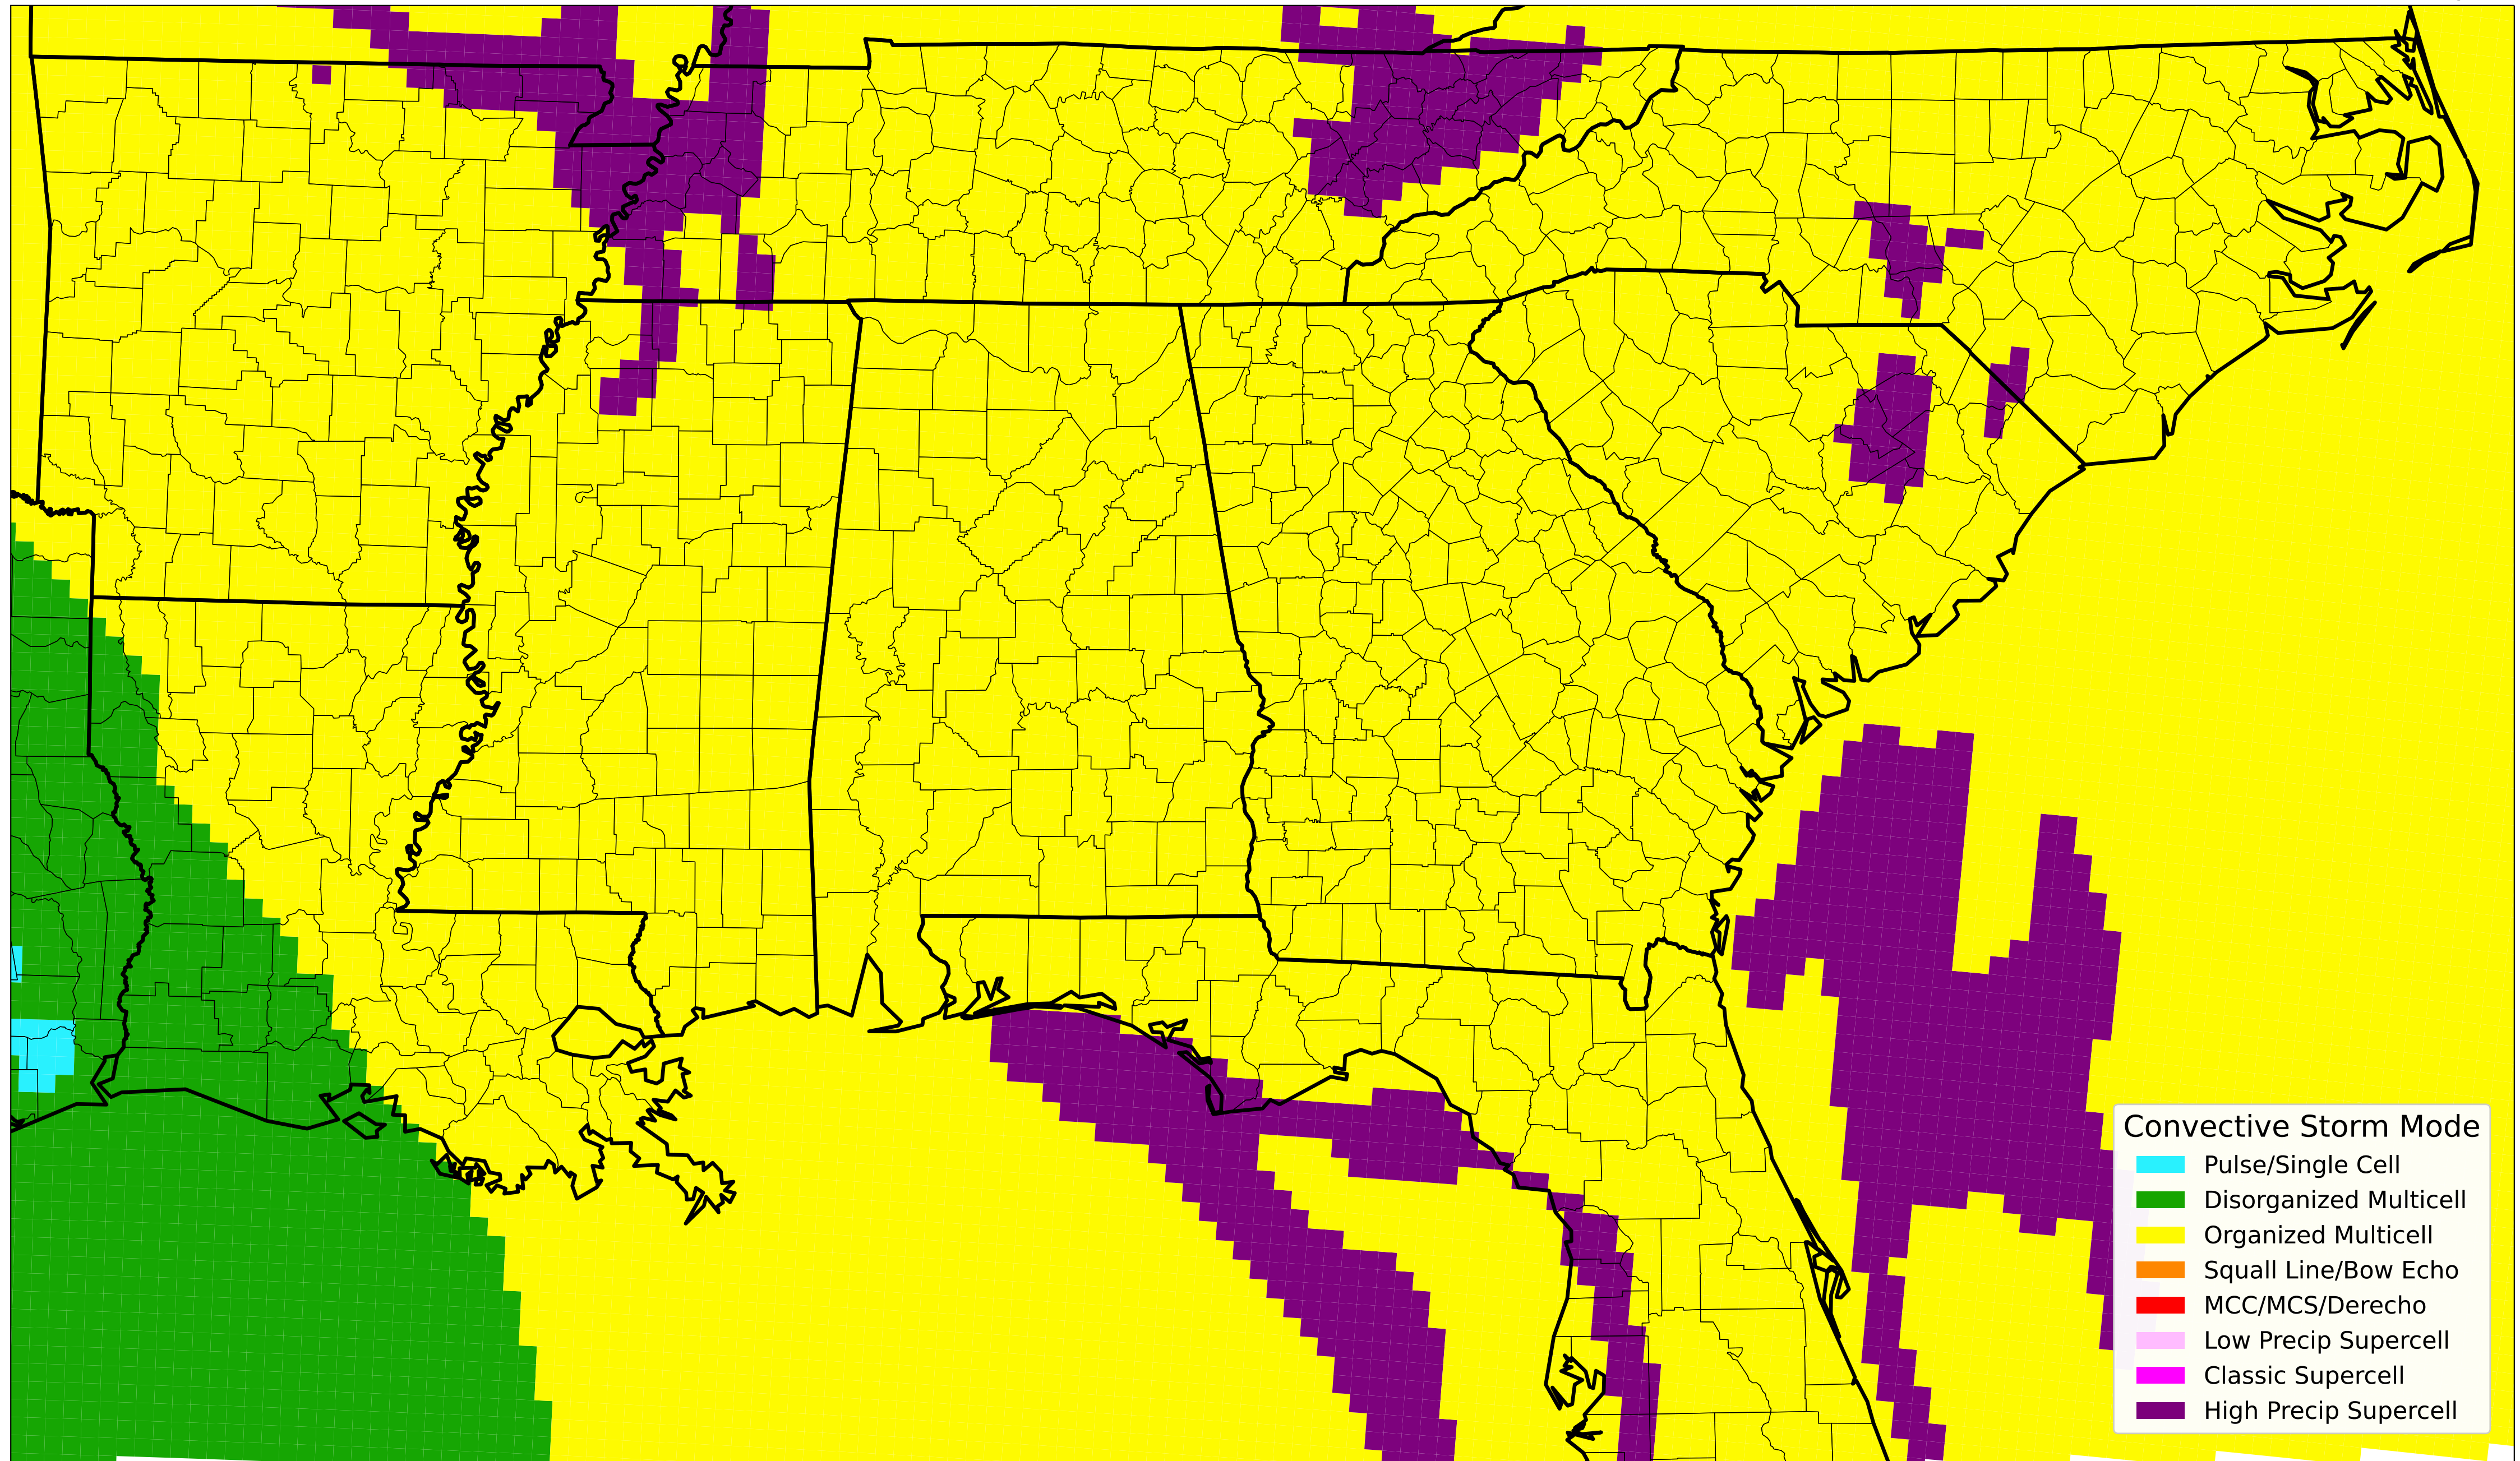 Convective Storm Mode
Pulse/Single Cell
Disorganized Multicell
Organized Multicell
Squall Line/Bow Echo
MCC/MCS/Derecho
Low Precip Supercell
Classic Supercell
High Precip Supercell